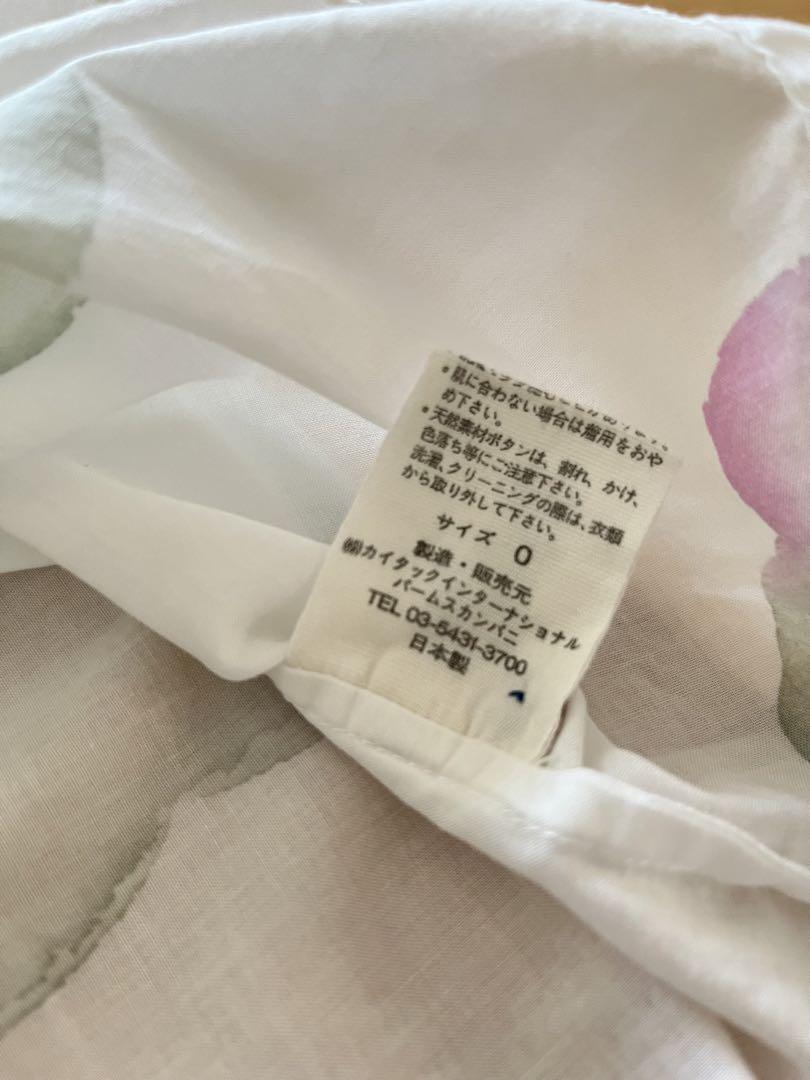 ・肌に合わない場合は着用をおや
め下さい。
・天然素材ボタンは、割れ、かけ、
色落ち等にご注意下さい。
洗濯、クリーニングの際は、衣類
から取り外して下さい。
サイズ 0
製造・販売元
㈱カイタックインターナショナル
パームスカンパニ
TEL 03-5431-3700
日本製